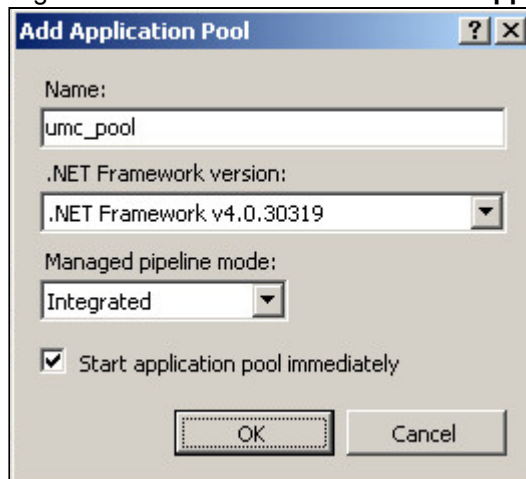 Add Application Pool
Name:
umc_pool
.NET Framework version:
.NET Framework v4.0.30319
Managed pipeline mode:
Integrated
Start application pool immediately
OK Cancel